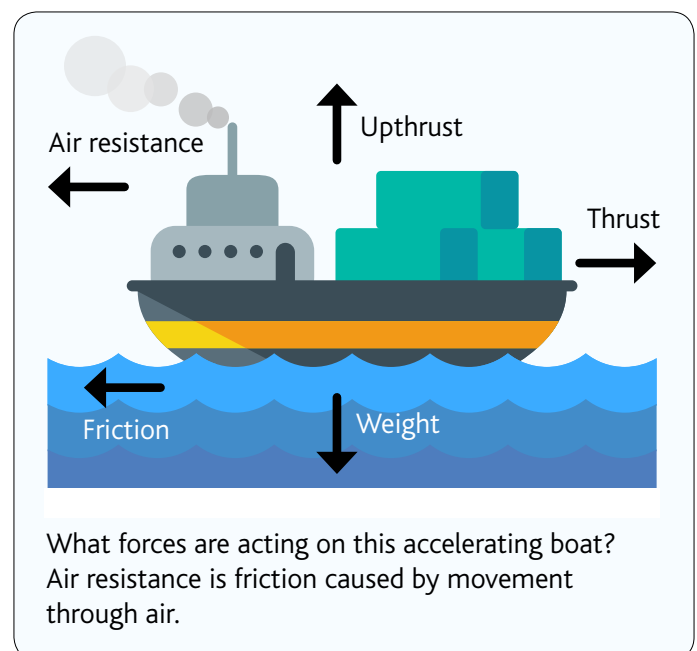 Upthrust
Air resistance
Thrust
Friction
Weight
What forces are acting on this accelerating boat?
Air resistance is friction caused by movement
through air.